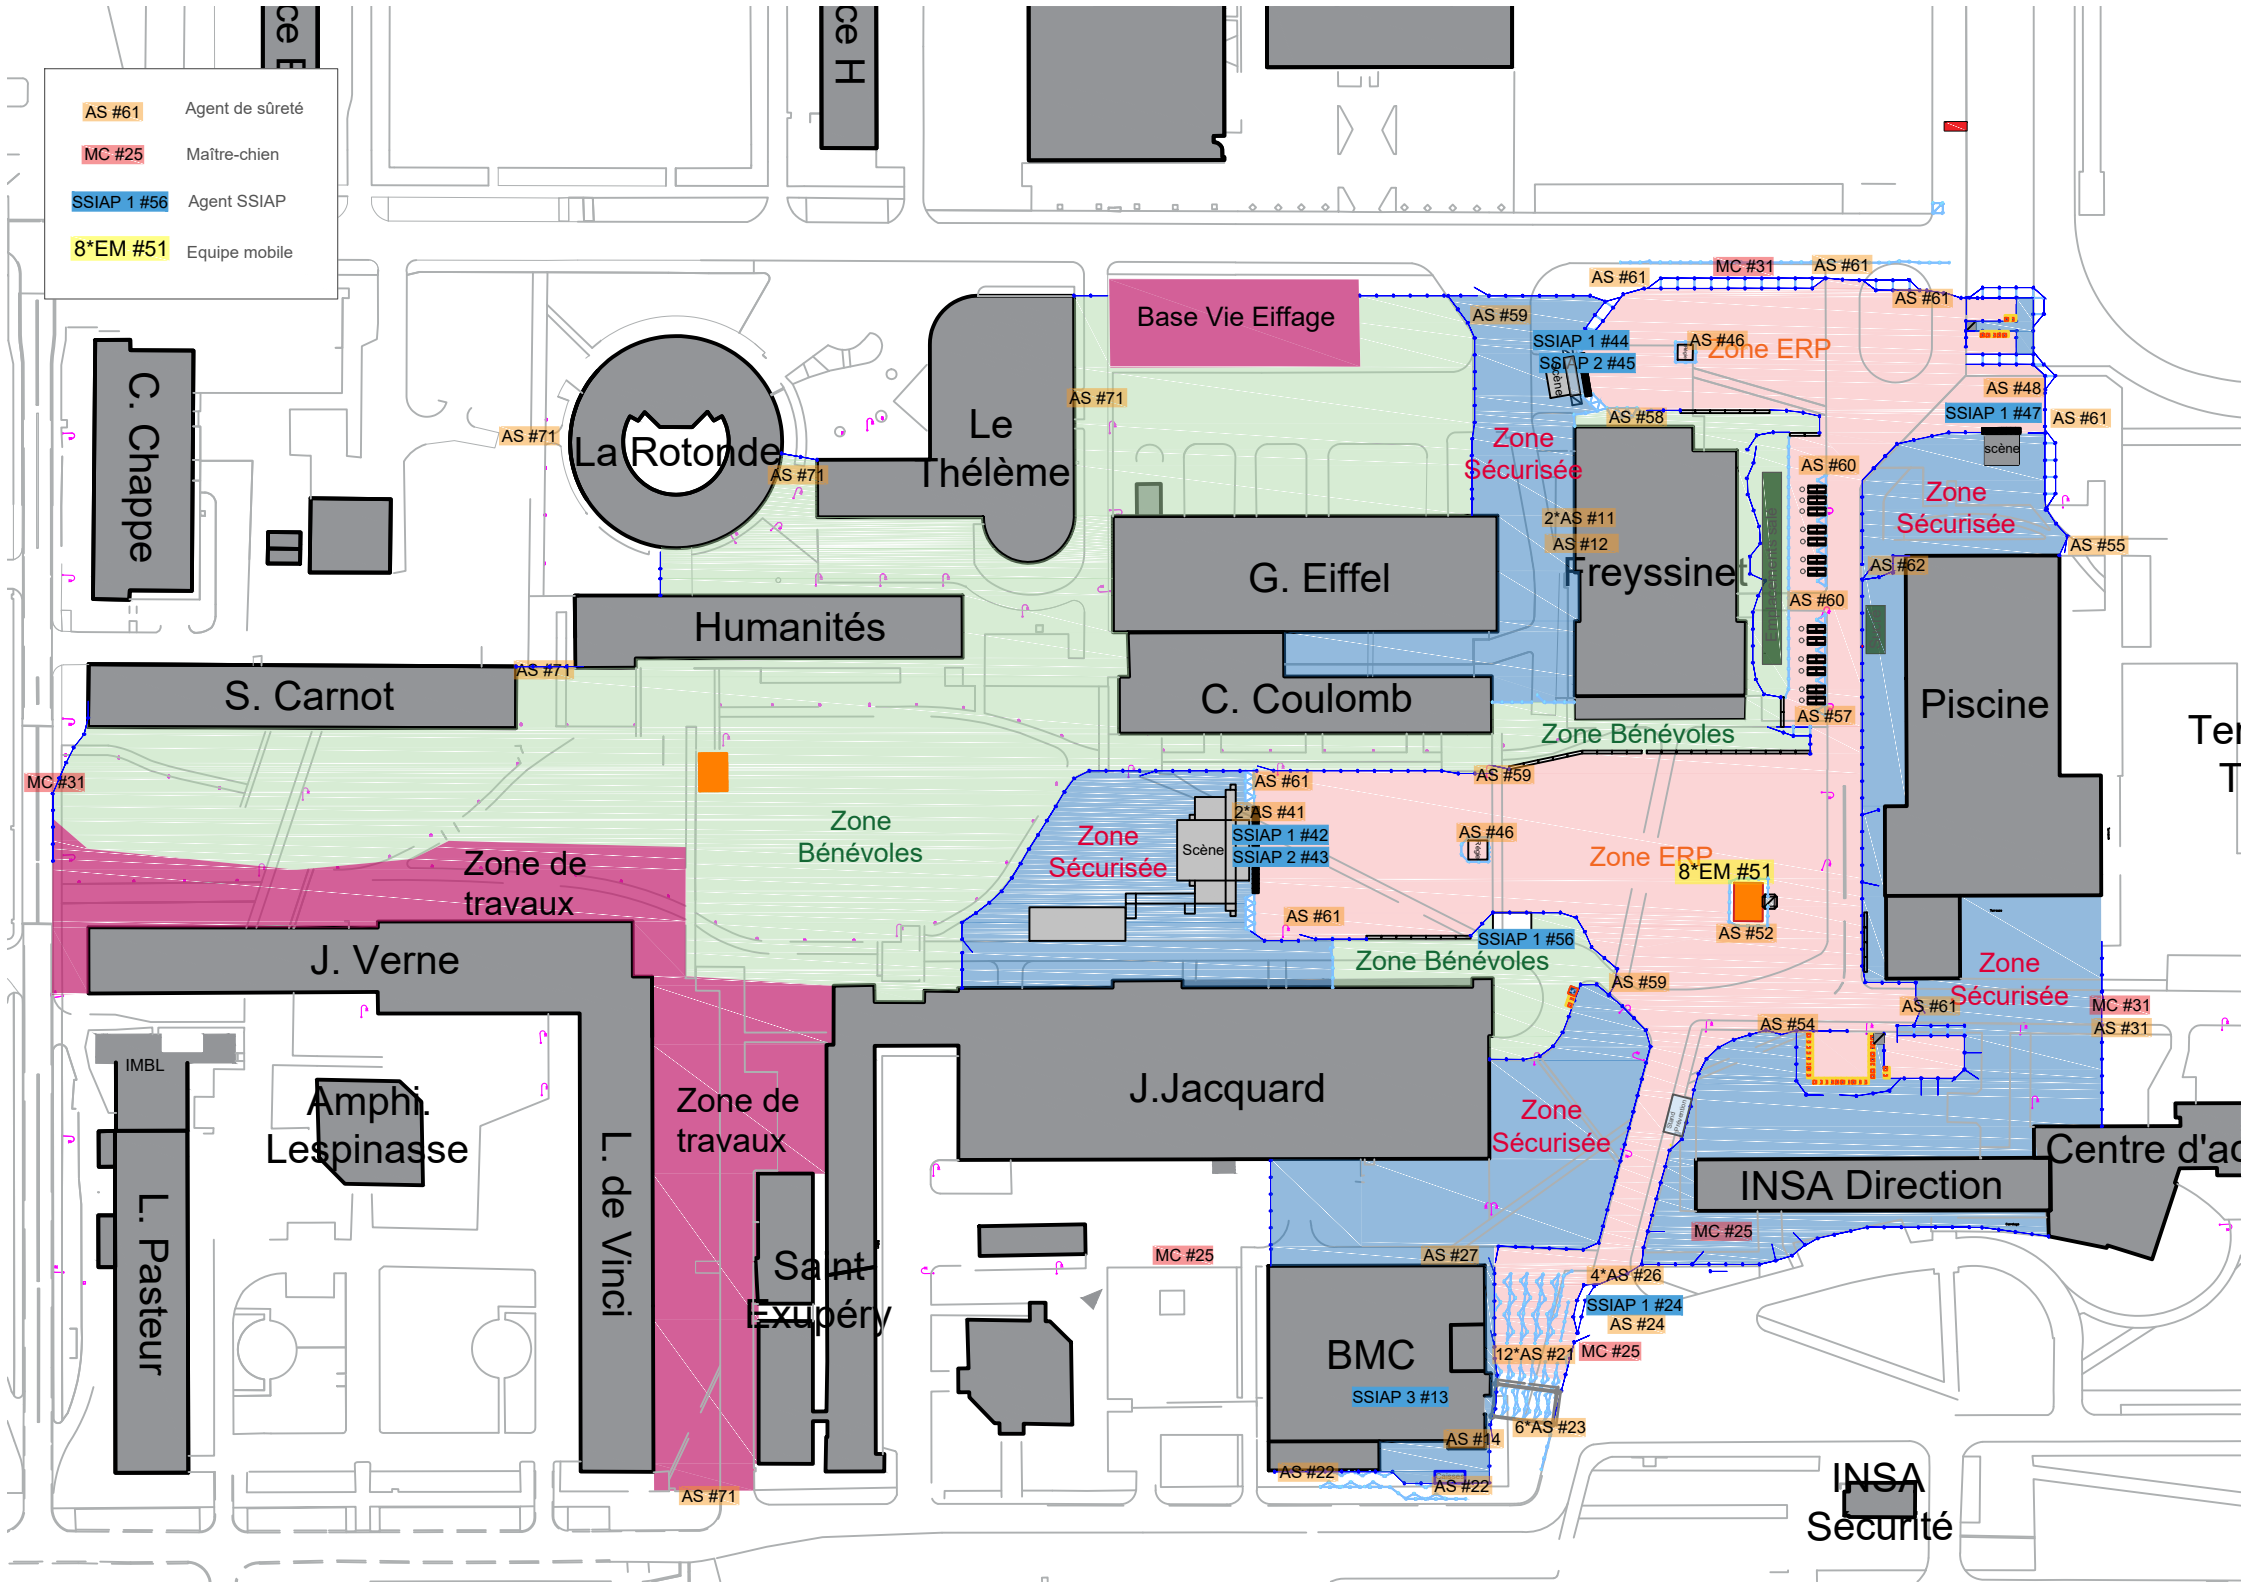 ce H
AS #61 Agent de sûreté
MC #25 Maître-chien
SSIAP 1 #56 Agent SSIAP
8*EM #51 Equipe mobile
AS #61
MC #31
AS #61
AS #61
Base Vie Eiffage
AS #59
SSIAP 1 #44
SSIAP 2 #45
Scène
AS #46
Zone ERP
AS #48
SSIAP 1 #47
AS #61
scène
C. Chappe
AS #71
La Rotonde
AS #71
Le
Thélème
AS #71
AS #58
Zone
Sécurisée
AS #60
Zone
Sécurisée
2*AS #11
AS #12
Freyssinet
AS #55
AS #62
G. Eiffel
AS #60
Humanités
AS #71
S. Carnot
C. Coulomb
Piscine
AS #57
Zone Bénévoles
MC #31
AS #61
AS #59
2*AS #41
SSIAP 1 #42
SSIAP 2 #43
Scène
Zone
Sécurisée
Zone
Bénévoles
AS #46
Régie
Zone ERP
8*EM #51
AS #52
Zone de
travaux
AS #61
SSIAP 1 #56
Zone Bénévoles
J. Verne
AS #59
Zone
Sécurisée
AS #61
MC #31
AS #31
AS #54
IMBL
Amphi.
Lespinasse
Zone de
travaux
J.Jacquard
Zone
Sécurisée
Centre d'ac
INSA Direction
L. Pasteur
L. de Vinci
Saint
Exupéry
MC #25
AS #27
MC #25
4*AS #26
SSIAP 1 #24
AS #24
BMC
12*AS #21
MC #25
SSIAP 3 #13
AS #14
6*AS #23
AS #22
AS #22
AS #71
INSA
Sécurité